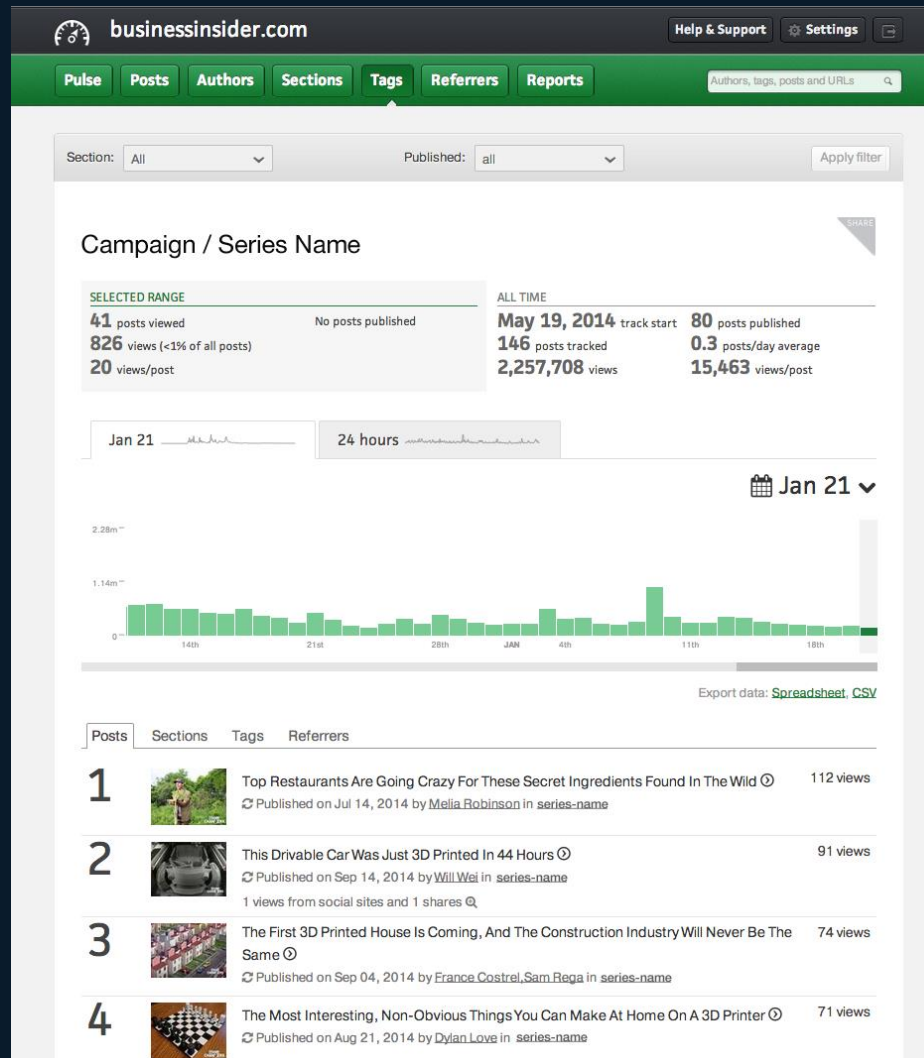 businessinsider.com
Help & Support
Settings
Pulse
Posts
Authors
Sections
Tags
Referrers
Reports
Authors, tags, posts and URLs
Section: All
Published: all
Apply filter
SHARE
Campaign / Series Name
SELECTED RANGE
41 posts viewed
826 views (<1% of all posts)
20 views/post
No posts published
ALL TIME
May 19, 2014 track start
146 posts tracked
2,257,708 views
80 posts published
0.3 posts/day average
15,463 views/post
Jan 21
24 hours
Jan 21
2.28m
1.14m
0
14th 21st 28th JAN 4th 11th 18th
Export data: Spreadsheet, CSV
Posts Sections Tags Referrers
1
Top Restaurants Are Going Crazy For These Secret Ingredients Found In The Wild
112 views
Published on Jul 14, 2014 by Melia Robinson in series-name
2
This Drivable Car Was Just 3D Printed In 44 Hours
91 views
Published on Sep 14, 2014 by Will Wei in series-name
1 views from social sites and 1 shares
3
The First 3D Printed House Is Coming, And The Construction Industry Will Never Be The
Same
74 views
Published on Sep 04, 2014 by France Costrel,Sam Rega in series-name
4
The Most Interesting, Non-Obvious Things You Can Make At Home On A 3D Printer
71 views
Published on Aug 21, 2014 by Dylan Love in series-name